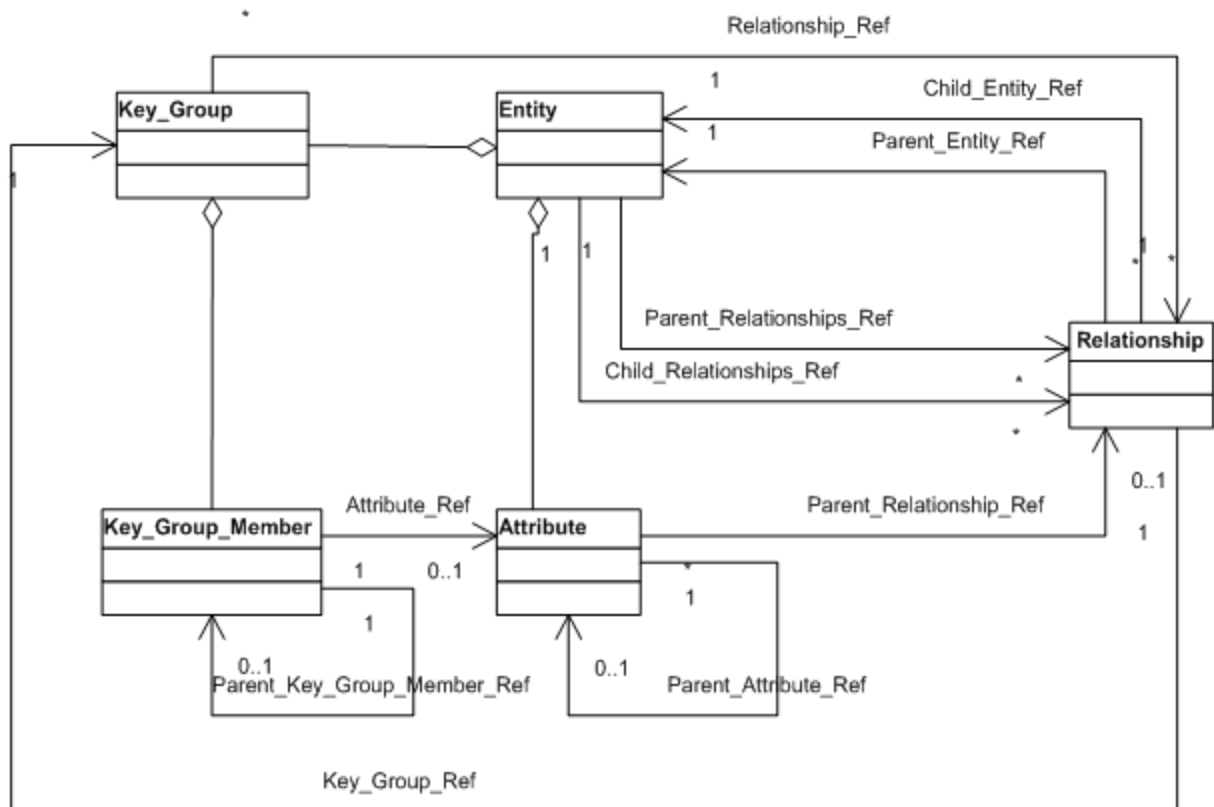 *
Relationship_Ref
1
Child_Entity_Ref
Key_Group
Entity
1
Parent_Entity_Ref
1
1
1
1
*
*
Parent_Relationships_Ref
Relationship
Child_Relationships_Ref
*
*
0..1
Attribute_Ref
Parent_Relationship_Ref
Key_Group_Member
Attribute
1
1
0..1
*
1
1
0..1
0..1
Parent_Key_Group_Member_Ref
Parent_Attribute_Ref
Key_Group_Ref